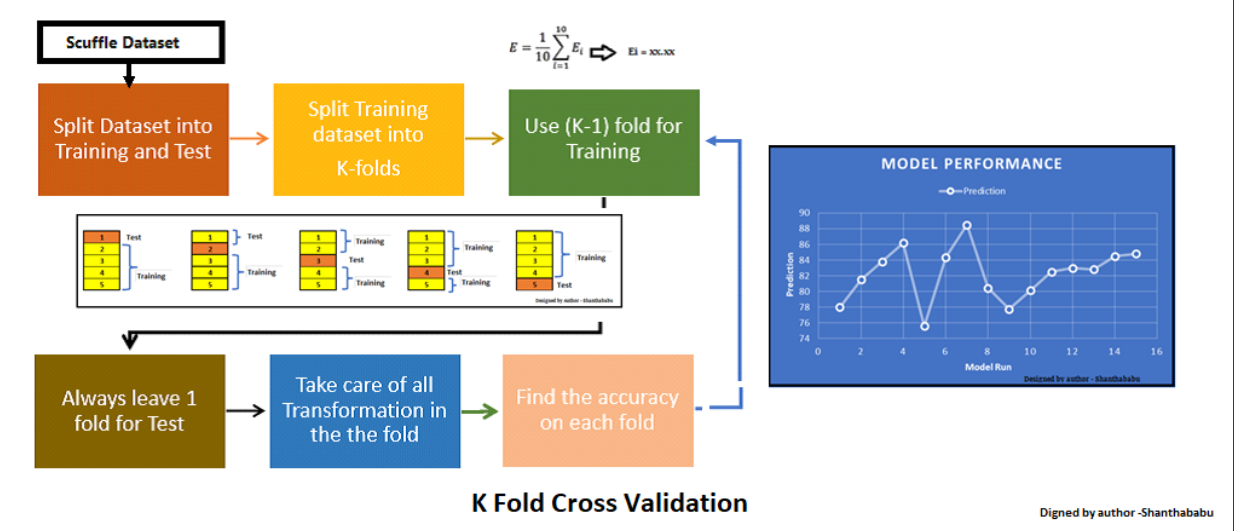 Scuffle Dataset
E = 1/10 ∑ i=1 10 Ei
Ei = xx.xx
Split Dataset into
Training and Test
Split Training
dataset into
K-folds
Use (K-1) fold for
Training
1 Test
2
3
4 Training
5
1 Test
2
3
4 Training
5
1 Training
2
3 Test
4 Training
5
1
2 Training
3
4 Test
5 Training
1
2
3 Training
4
5 Test
Designed by author - Shanthababu
Always leave 1
fold for Test
Take care of all
Transformation in
the the fold
Find the accuracy
on each fold
MODEL PERFORMANCE
Prediction
90
88
86
84
82
80
78
76
74
Prediction
0 2 4 6 8 10 12 14 16
Model Run
Designed by author - Shanthababu
K Fold Cross Validation
Digned by author -Shanthababu